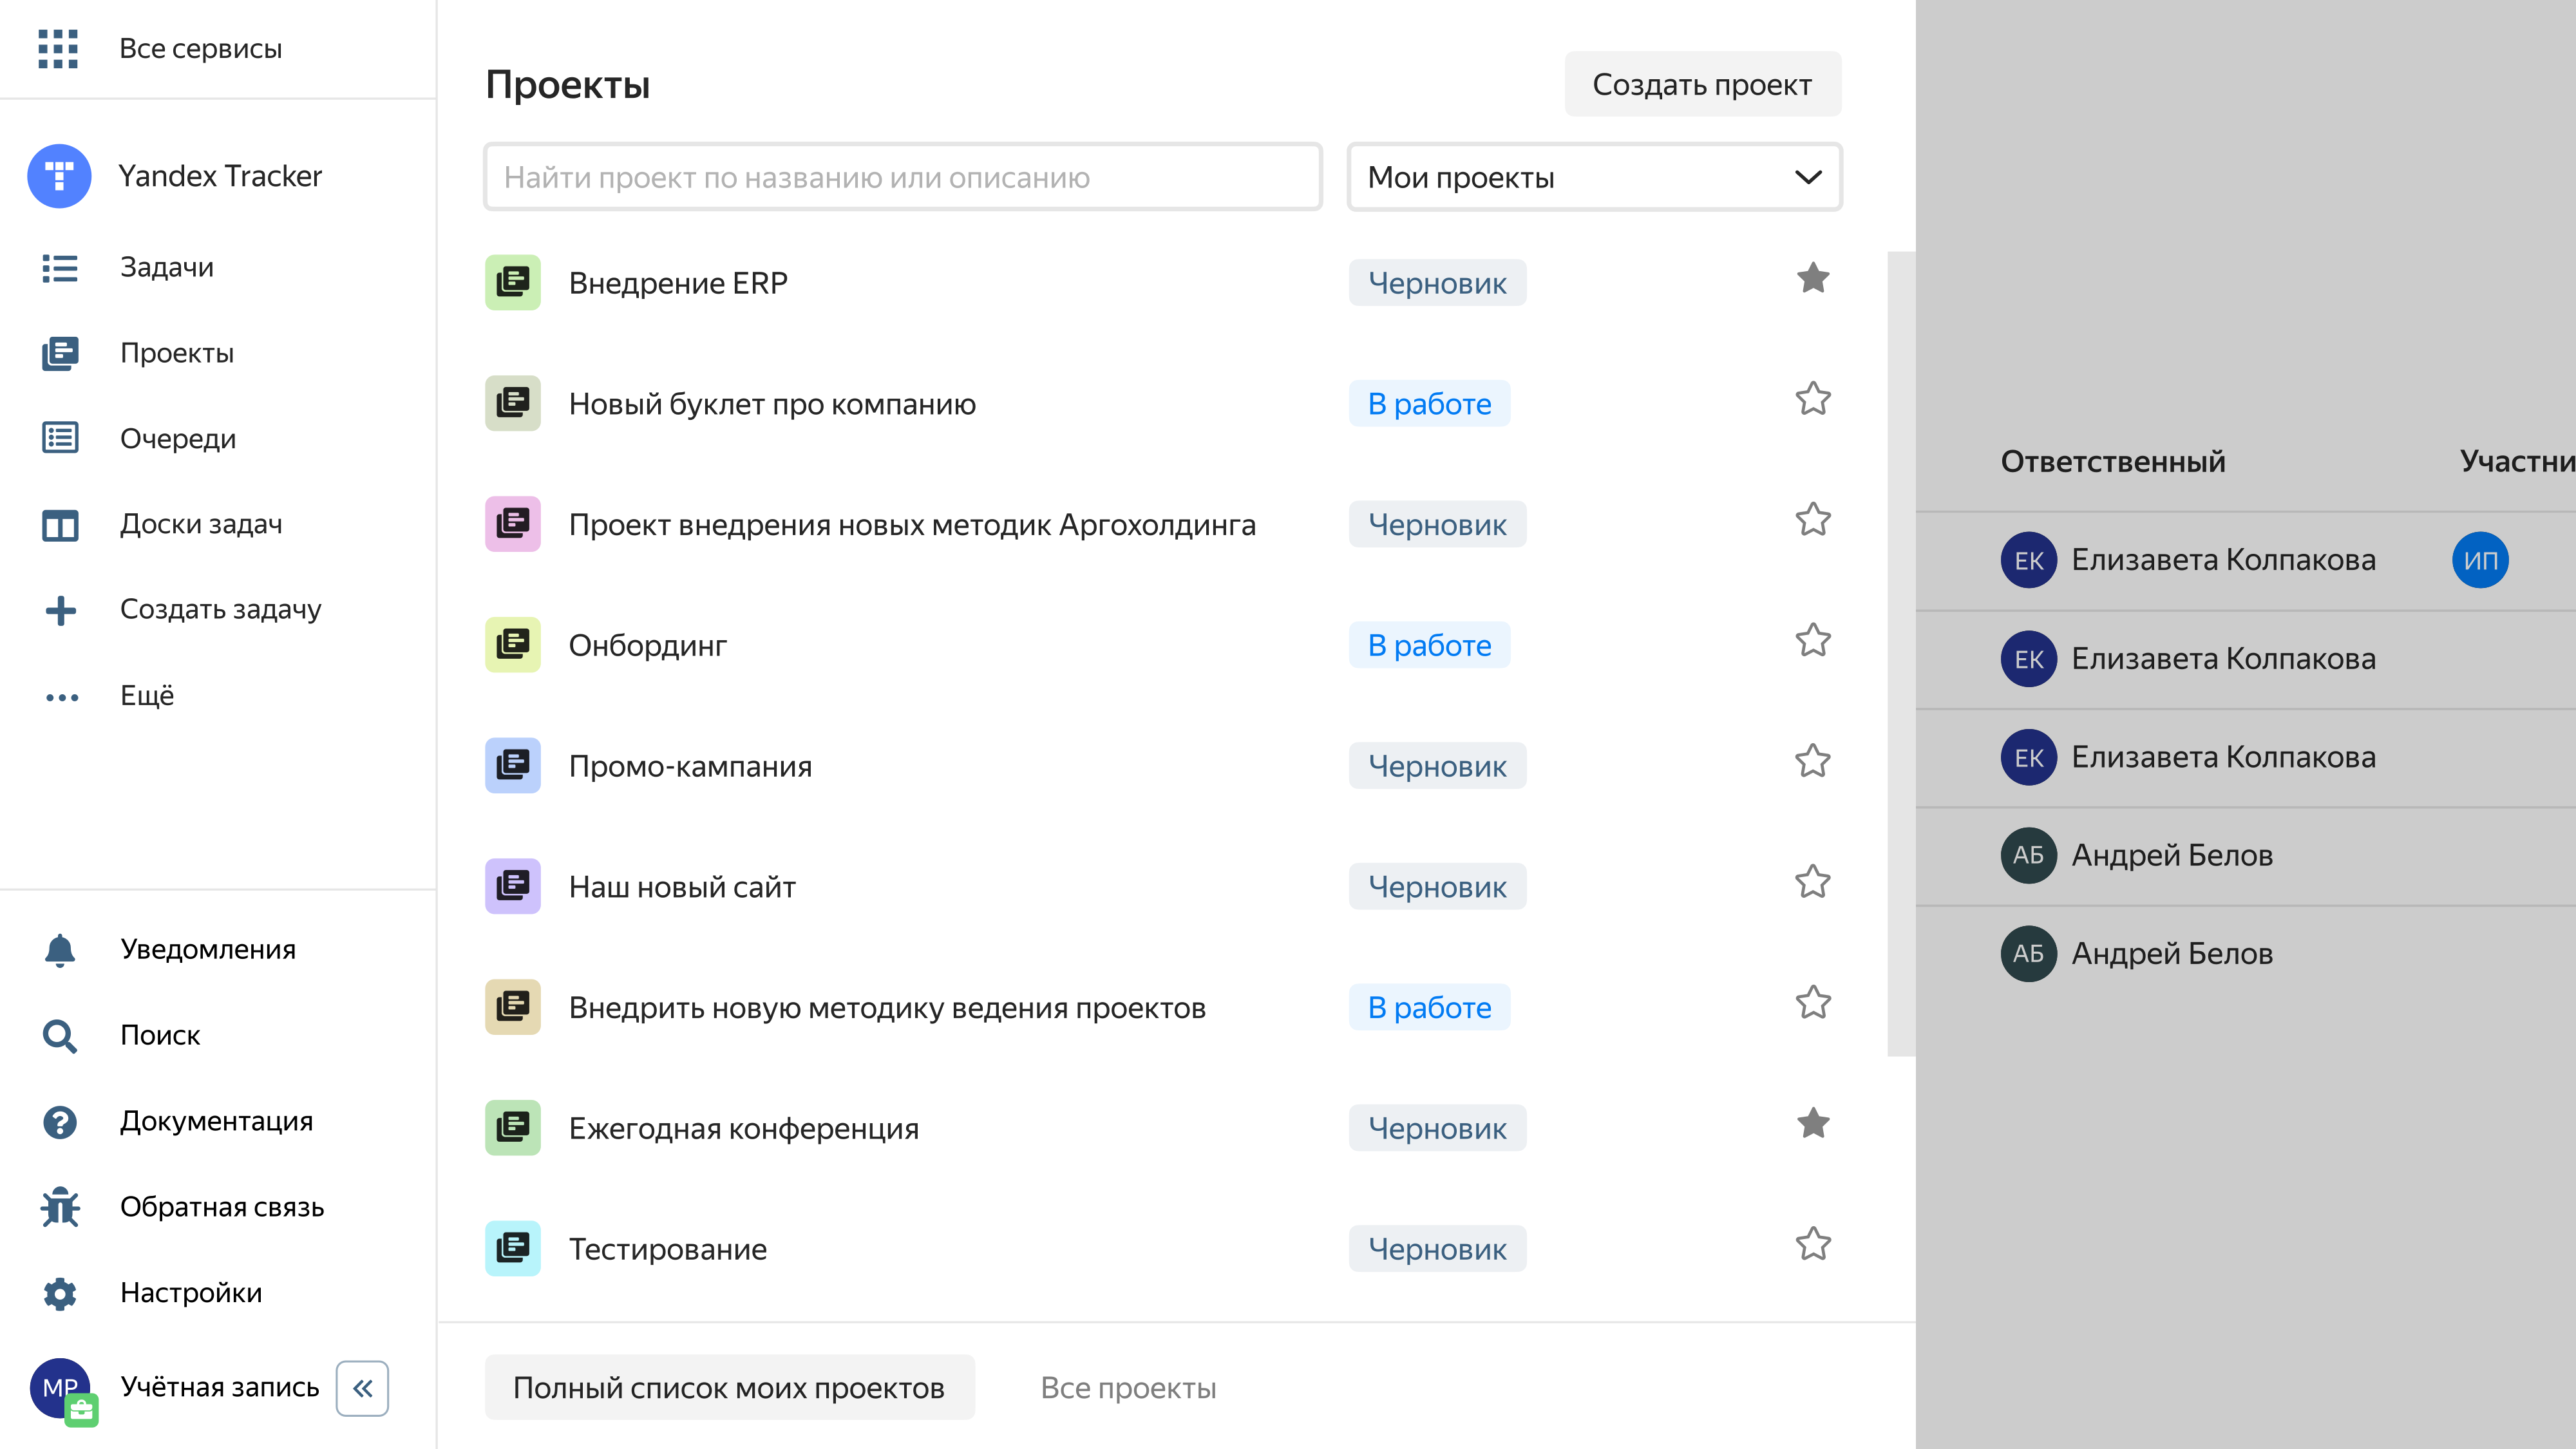 Все сервисы
Yandex Tracker
Задачи
Проекты
Очереди
Доски задач
Создать задачу
Ещё
Уведомления
Поиск
Документация
Обратная связь
Настройки
МР Учётная запись
Проекты
Создать проект
Найти проект по названию или описанию
Мои проекты
Внедрение ERP Черновик
Новый буклет про компанию В работе
Проект внедрения новых методик Аргохолдинга Черновик
Онбординг В работе
Промо-кампания Черновик
Наш новый сайт Черновик
Внедрить новую методику ведения проектов В работе
Ежегодная конференция Черновик
Тестирование Черновик
Полный список моих проектов Все проекты
Ответственный Участни
ЕК Елизавета Колпакова ИП
ЕК Елизавета Колпакова
ЕК Елизавета Колпакова
АБ Андрей Белов
АБ Андрей Белов